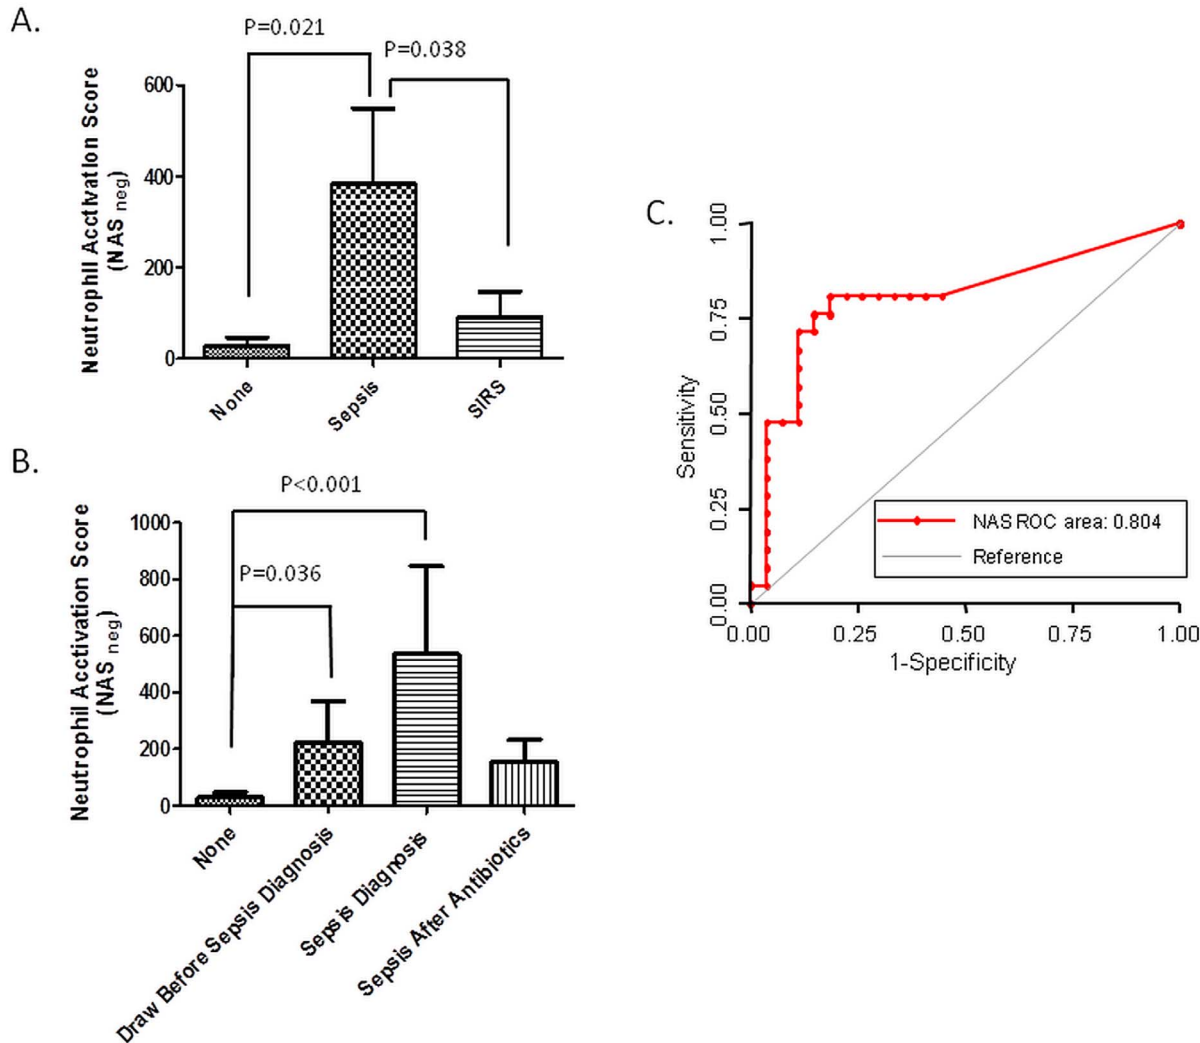 A.
P=0.021
P=0.038
Neutrophil Acctivation Score
(NAS neg)
600
400
200
0
None
Sepsis
SIRS
B.
P<0.001
P=0.036
Neutrophil Acctivation Score
(NAS neg)
1000
800
600
400
200
0
None
Draw Before Sepsis Diagnosis
Sepsis Diagnosis
Sepsis After Antibiotics
C.
Sensitivity
1.00
0.75
0.50
0.25
0.00
NAS ROC area: 0.804
Reference
0.00 0.25 0.50 0.75 1.00
1-Specificity